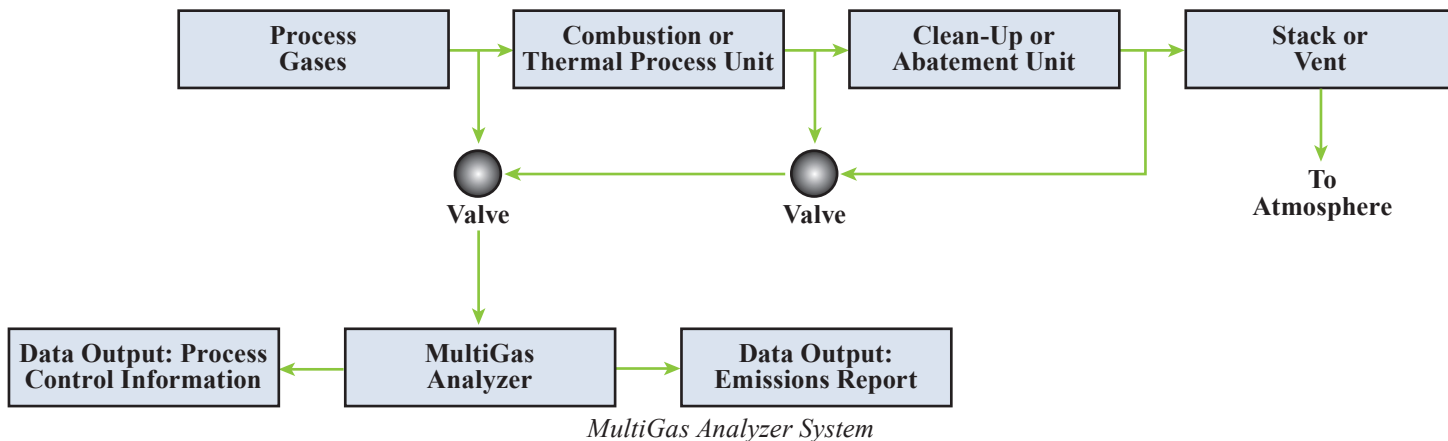 Process
Gases
Combustion or
Thermal Process Unit
Clean-Up or
Abatement Unit
Stack or
Vent
Valve
Valve
To
Atmosphere
Data Output: Process
Control Information
MultiGas
Analyzer
Data Output:
Emissions Report
MultiGas Analyzer System